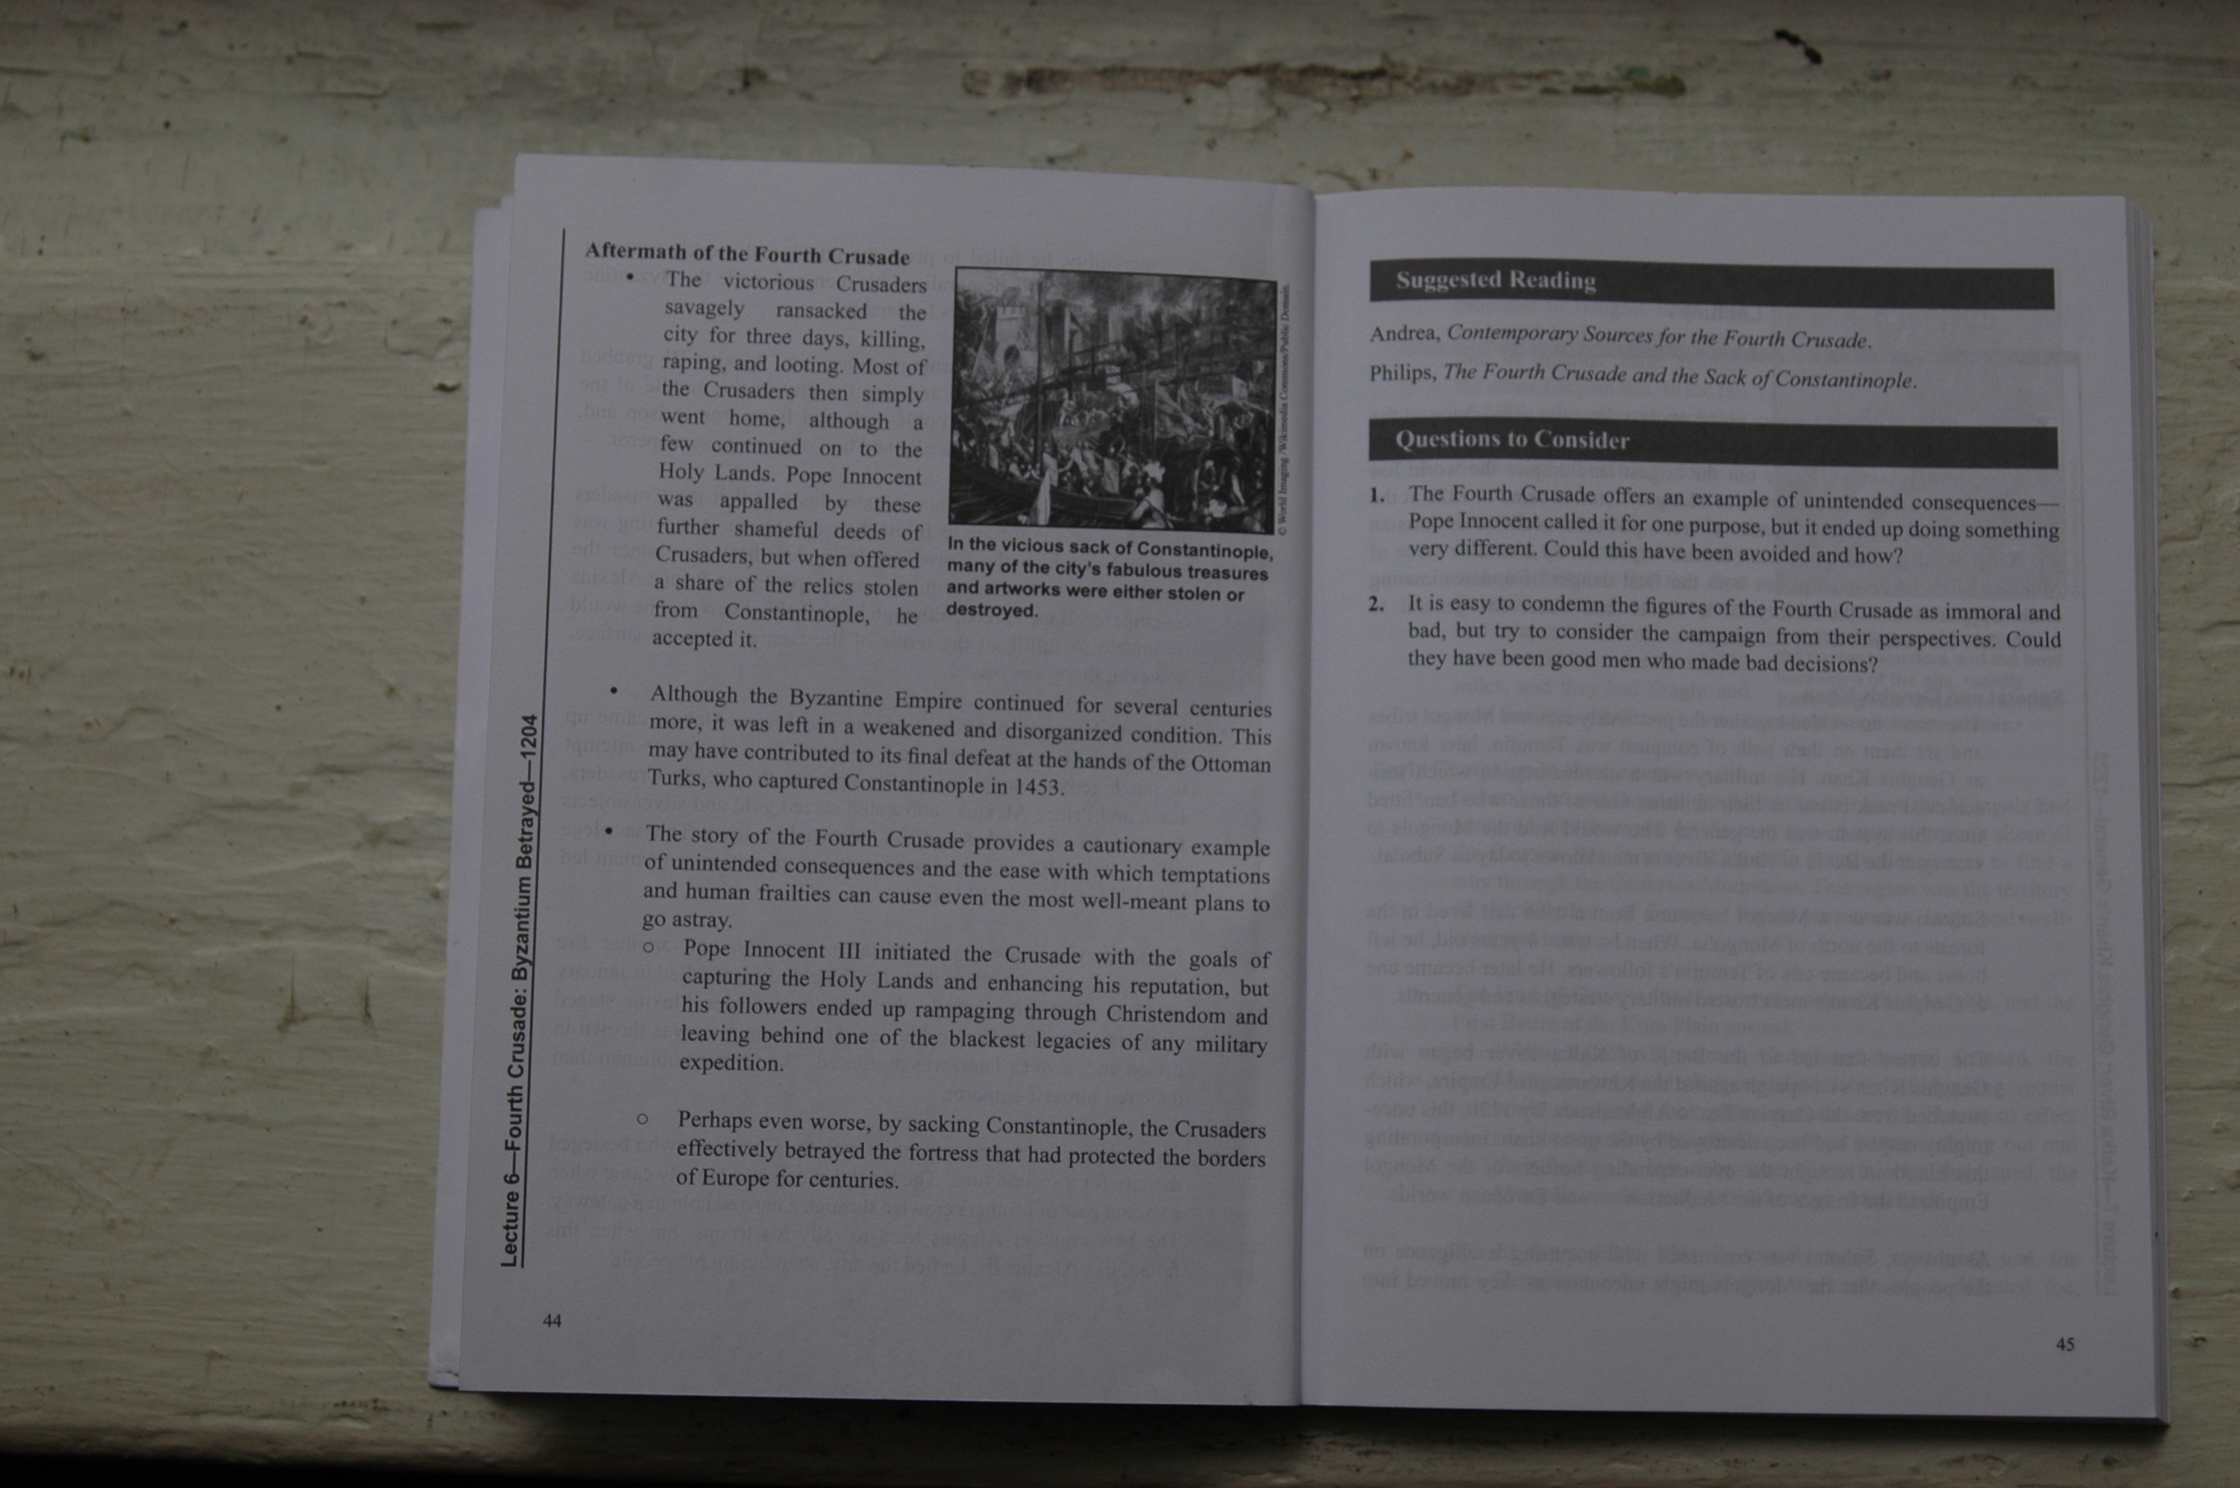 Aftermath of the Fourth Crusade
• The victorious Crusaders
savagely ransacked the
city for three days, killing,
raping, and looting. Most of
the Crusaders then simply
went home, although a
few continued on to the
Holy Lands. Pope Innocent
was appalled by these
further shameful deeds of
Crusaders, but when offered
a share of the relics stolen
from Constantinople, he
accepted it.
© World Imaging /Wikimedia Commons/Public Domain.
In the vicious sack of Constantinople,
many of the city's fabulous treasures
and artworks were either stolen or
destroyed.
• Although the Byzantine Empire continued for several centuries
more, it was left in a weakened and disorganized condition. This
may have contributed to its final defeat at the hands of the Ottoman
Turks, who captured Constantinople in 1453.
• The story of the Fourth Crusade provides a cautionary example
of unintended consequences and the ease with which temptations
and human frailties can cause even the most well-meant plans to
go astray.
o Pope Innocent III initiated the Crusade with the goals of
capturing the Holy Lands and enhancing his reputation, but
his followers ended up rampaging through Christendom and
leaving behind one of the blackest legacies of any military
expedition.
o Perhaps even worse, by sacking Constantinople, the Crusaders
effectively betrayed the fortress that had protected the borders
of Europe for centuries.
Lecture 6—Fourth Crusade: Byzantium Betrayed—1204
44
Suggested Reading
Andrea, Contemporary Sources for the Fourth Crusade.
Philips, The Fourth Crusade and the Sack of Constantinople.
Questions to Consider
1. The Fourth Crusade offers an example of unintended consequences—
Pope Innocent called it for one purpose, but it ended up doing something
very different. Could this have been avoided and how?
2. It is easy to condemn the figures of the Fourth Crusade as immoral and
bad, but try to consider the campaign from their perspectives. Could
they have been good men who made bad decisions?
45